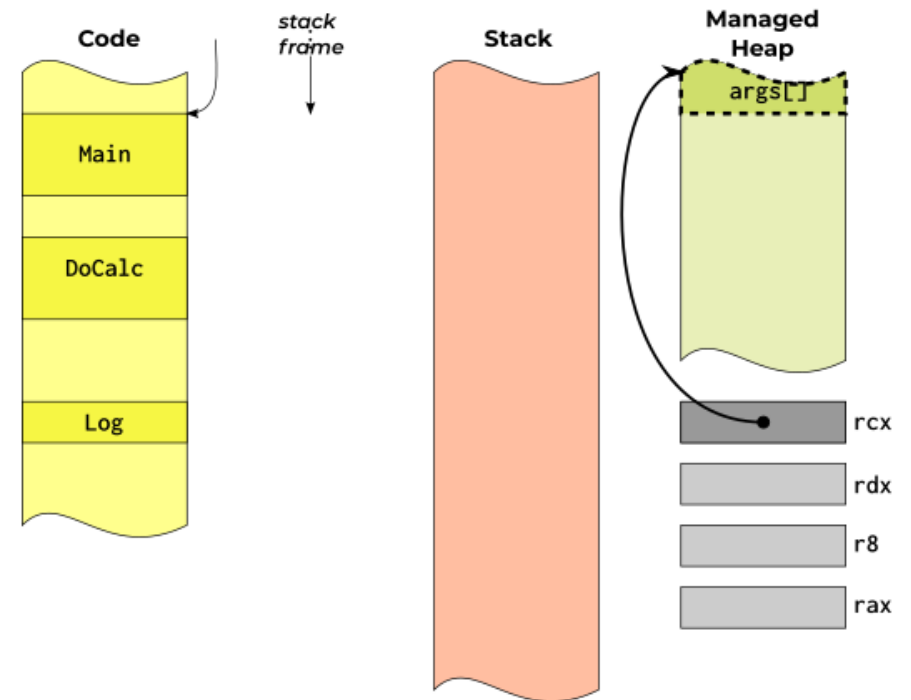 Code
stack
frame
Stack
Managed
Heap
args[]
Main
DoCalc
Log
rcx
rdx
r8
rax